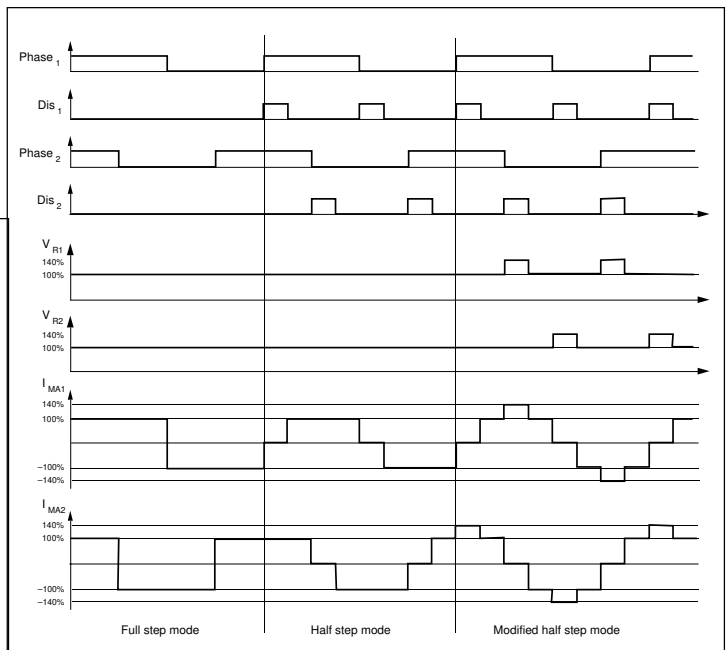 Phase 1
Dis 1
Phase 2
Dis 2
V R1
140%
100%
V R2
140%
100%
I MA1
140%
100%
–100%
–140%
I MA2
140%
100%
–100%
–140%
Full step mode
Half step mode
Modified half step mode